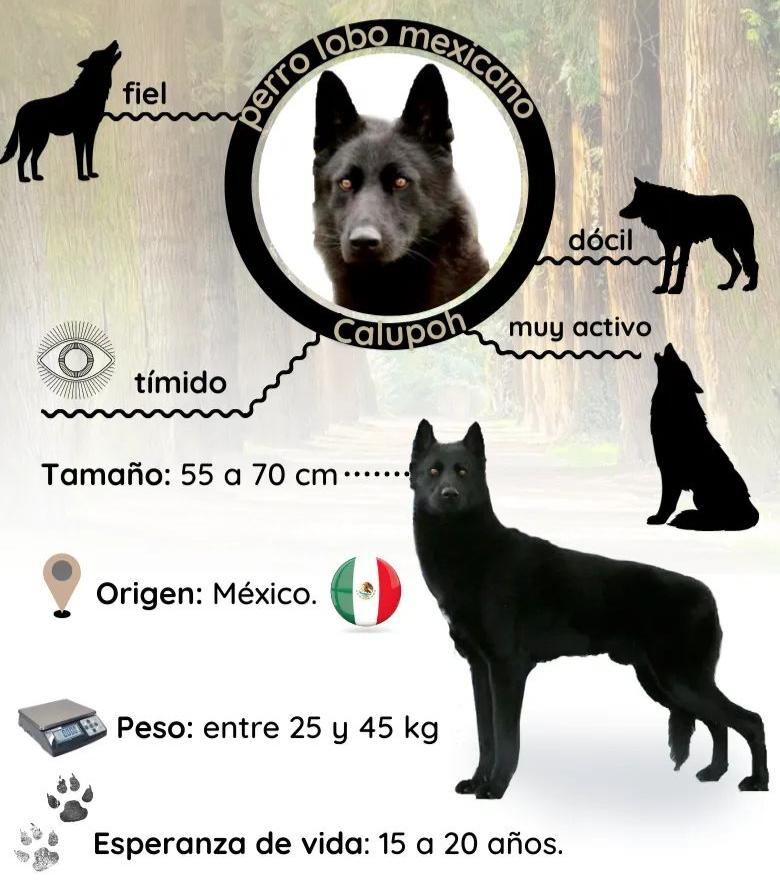 perro lobo mexicano
fiel
dócil
Calupoh
muy activo
tímido
Tamaño: 55 a 70 cm
Origen: México.
Peso: entre 25 y 45 kg
Esperanza de vida: 15 a 20 años.